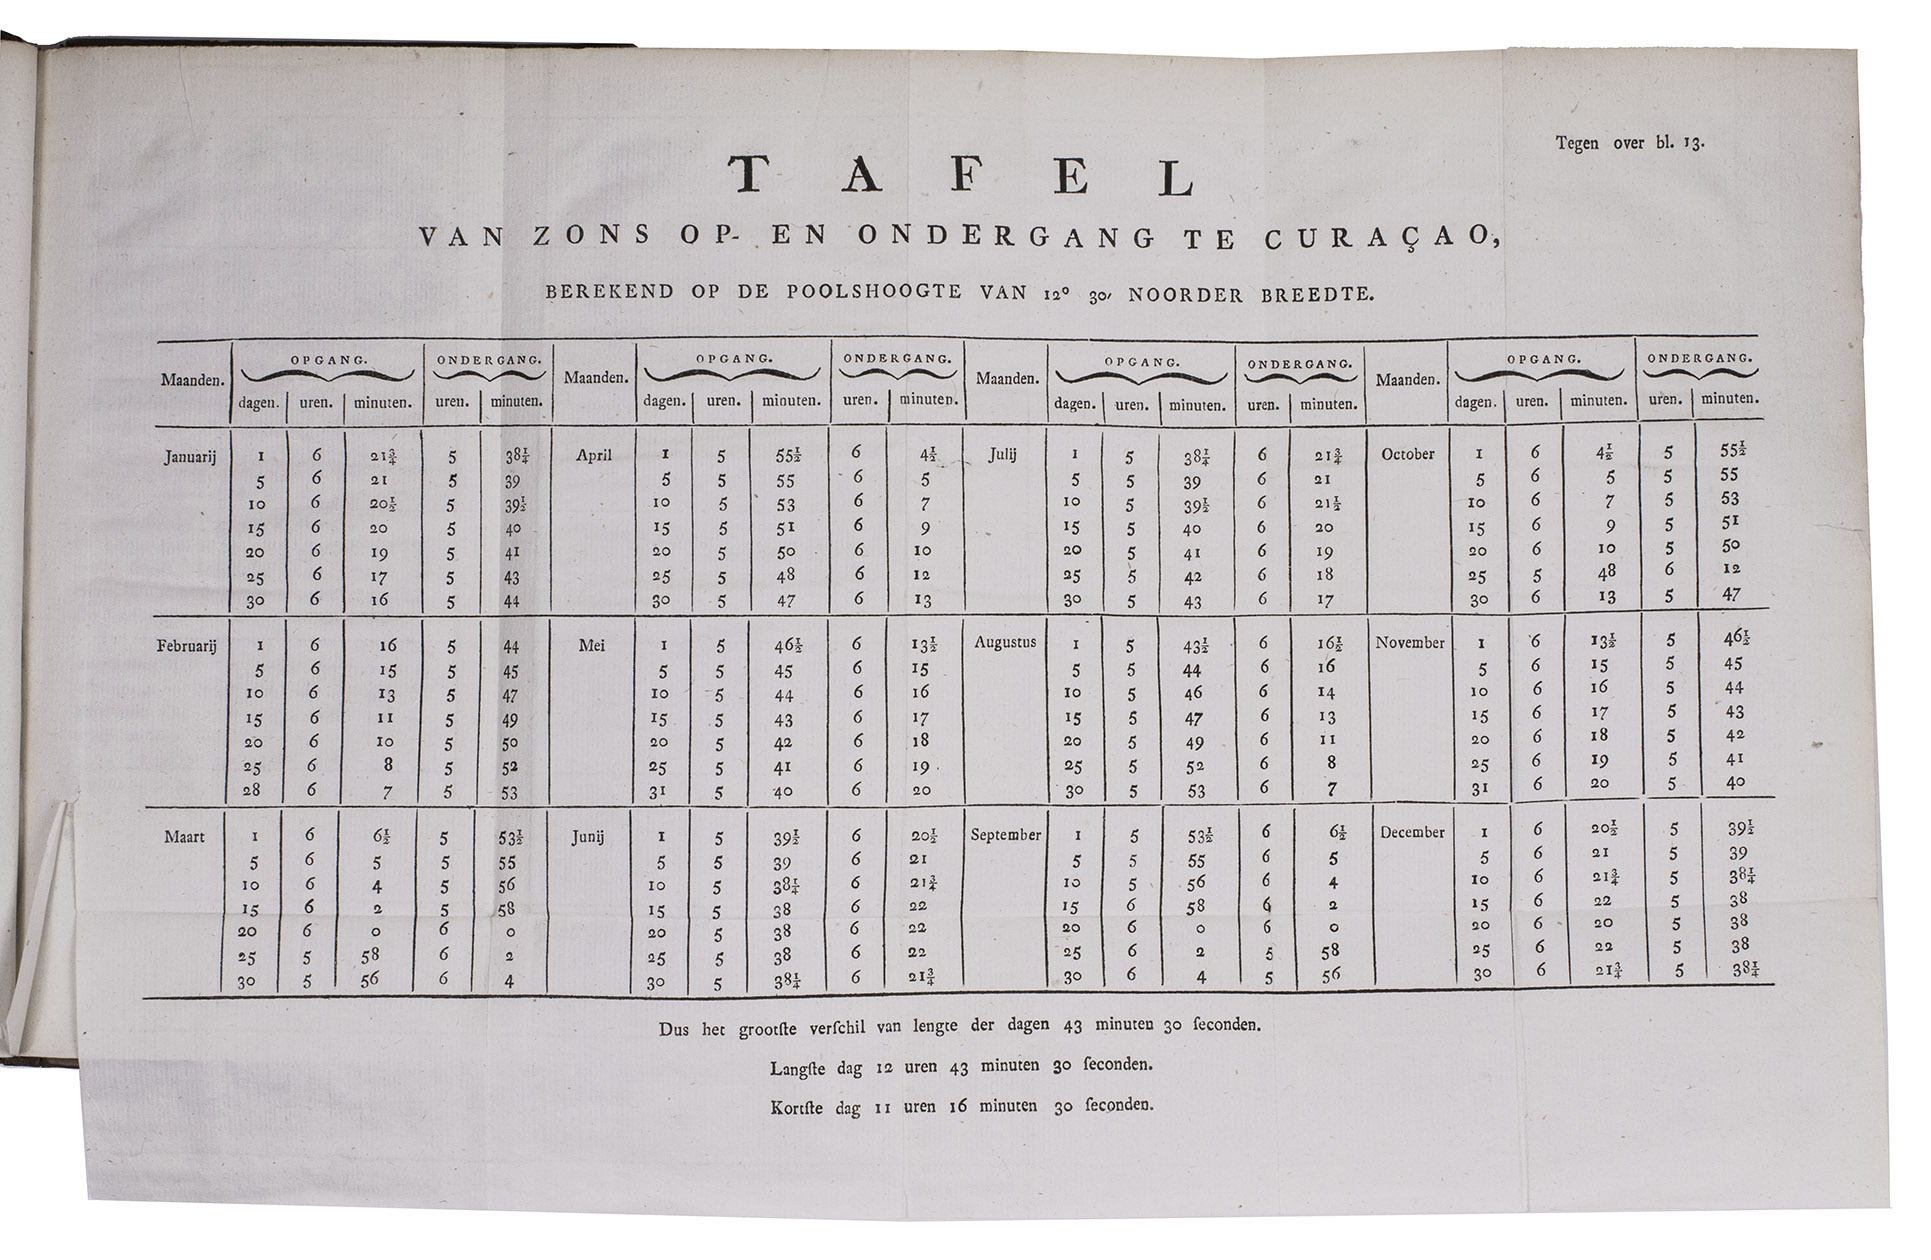 Tegen over bl. 13.
TAFEL
VAN ZONS OP- EN ONDERGANG TE CURAÇAO,
BEREKEND OP DE POOLSHOOGTE VAN 12° 30′ NOORDER BREEDTE.
OPGANG. ONDERGANG. OPGANG. ONDERGANG. OPGANG. ONDERGANG. OPGANG. ONDERGANG.
Maanden. Maanden. Maanden. Maanden.
dagen. uren. minuten. uren. minuten. dagen. uren. minuten. uren. minuten. dagen. uren. minuten. uren. minuten. dagen. uren. minuten. uren. minuten.
Januarij 1 6 21¾ 5 38¼ April 1 5 55½ 6 4½ Julij 1 5 38¼ 6 21¾ October 1 6 4½ 5 55½
5 6 21 5 39 5 5 55 6 5 5 5 39 6 21 5 6 5 5 55
10 6 20½ 5 39½ 10 5 53 6 7 10 5 39½ 6 21½ 10 6 7 5 53
15 6 20 5 40 15 5 51 6 9 15 5 40 6 20 15 6 9 5 51
20 6 19 5 41 20 5 50 6 10 20 5 41 6 19 20 6 10 5 50
25 6 17 5 43 25 5 48 6 12 25 5 42 6 18 25 5 48 6 12
30 6 16 5 44 30 5 47 6 13 30 5 43 6 17 30 6 13 5 47
Februarij 1 6 16 5 44 Mei 1 5 46½ 6 13½ Augustus 1 5 43½ 6 16½ November 1 6 13½ 5 46½
5 6 15 5 45 5 5 45 6 15 5 5 44 6 16 5 6 15 5 45
10 6 13 5 47 10 5 44 6 16 10 5 46 6 14 10 6 16 5 44
15 6 11 5 49 15 5 43 6 17 15 5 47 6 13 15 6 17 5 43
20 6 10 5 50 20 5 42 6 18 20 5 49 6 11 20 6 18 5 42
25 6 8 5 52 25 5 41 6 19 25 5 52 6 8 25 6 19 5 41
28 6 7 5 53 31 5 40 6 20 30 5 53 6 7 31 6 20 5 40
Maart 1 6 6½ 5 53½ Junij 1 5 39½ 6 20½ September 1 5 53½ 6 6½ December 1 6 20½ 5 39½
5 6 5 5 55 5 5 39 6 21 5 5 55 6 5 5 6 21 5 39
10 6 4 5 56 10 5 38¼ 6 21¾ 10 5 56 6 4 10 6 21¾ 5 38¼
15 6 2 5 58 15 5 38 6 22 15 6 58 6 2 15 6 22 5 38
20 6 0 6 0 20 5 38 6 22 20 6 0 6 0 20 6 20 5 38
25 5 58 6 2 25 5 38 6 22 25 6 2 5 58 25 6 22 5 38
30 5 56 6 4 30 5 38¼ 6 21¾ 30 6 4 5 56 30 6 21¾ 5 38¼
Dus het grootſte verſchil van lengte der dagen 43 minuten 30 ſeconden.
Langſte dag 12 uren 43 minuten 30 ſeconden.
Kortſte dag 11 uren 16 minuten 30 ſeconden.